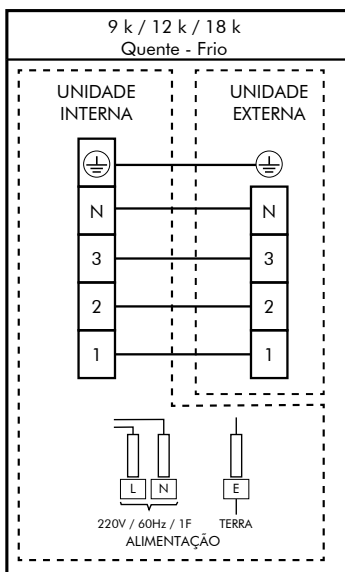 9 k / 12 k / 18 k
Quente - Frio
UNIDADE INTERNA
UNIDADE EXTERNA
N N
3 3
2 2
1 1
L N E
220V / 60Hz / 1F TERRA
ALIMENTAÇÃO